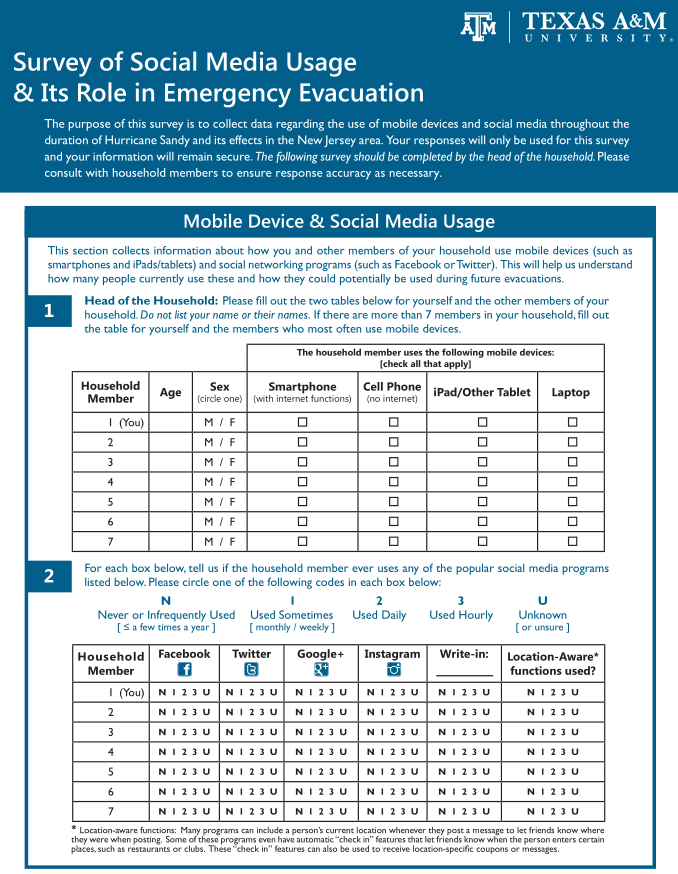 TEXAS A&M
UNIVERSITY®
Survey of Social Media Usage
& Its Role in Emergency Evacuation
The purpose of this survey is to collect data regarding the use of mobile devices and social media throughout the
duration of Hurricane Sandy and its effects in the New Jersey area. Your responses will only be used for this survey
and your information will remain secure. The following survey should be completed by the head of the household. Please
consult with household members to ensure response accuracy as necessary.
Mobile Device & Social Media Usage
This section collects information about how you and other members of your household use mobile devices (such as
smartphones and iPads/tablets) and social networking programs (such as Facebook or Twitter). This will help us understand
how many people currently use these and how they could potentially be used during future evacuations.
1
Head of the Household: Please fill out the two tables below for yourself and the other members of your
household. Do not list your name or their names. If there are more than 7 members in your household, fill out
the table for yourself and the members who most often use mobile devices.
The household member uses the following mobile devices:
[check all that apply]
Household Member Age Sex (circle one) Smartphone (with internet functions) Cell Phone (no internet) iPad/Other Tablet Laptop
1 (You) M / F
2 M / F
3 M / F
4 M / F
5 M / F
6 M / F
7 M / F
2
For each box below, tell us if the household member ever uses any of the popular social media programs
listed below. Please circle one of the following codes in each box below:
N 1 2 3 U
Never or Infrequently Used Used Sometimes Used Daily Used Hourly Unknown
[ ≤ a few times a year ] [ monthly / weekly ] [ or unsure ]
Household Member Facebook Twitter Google+ Instagram Write-in: Location-Aware* functions used?
1 (You) N 1 2 3 U N 1 2 3 U N 1 2 3 U N 1 2 3 U N 1 2 3 U N 1 2 3 U
2 N 1 2 3 U N 1 2 3 U N 1 2 3 U N 1 2 3 U N 1 2 3 U N 1 2 3 U
3 N 1 2 3 U N 1 2 3 U N 1 2 3 U N 1 2 3 U N 1 2 3 U N 1 2 3 U
4 N 1 2 3 U N 1 2 3 U N 1 2 3 U N 1 2 3 U N 1 2 3 U N 1 2 3 U
5 N 1 2 3 U N 1 2 3 U N 1 2 3 U N 1 2 3 U N 1 2 3 U N 1 2 3 U
6 N 1 2 3 U N 1 2 3 U N 1 2 3 U N 1 2 3 U N 1 2 3 U N 1 2 3 U
7 N 1 2 3 U N 1 2 3 U N 1 2 3 U N 1 2 3 U N 1 2 3 U N 1 2 3 U
* Location-aware functions: Many programs can include a person's current location whenever they post a message to let friends know where
they were when posting. Some of these programs even have automatic "check in" features that let friends know when the person enters certain
places, such as restaurants or clubs. These "check in" features can also be used to receive location-specific coupons or messages.